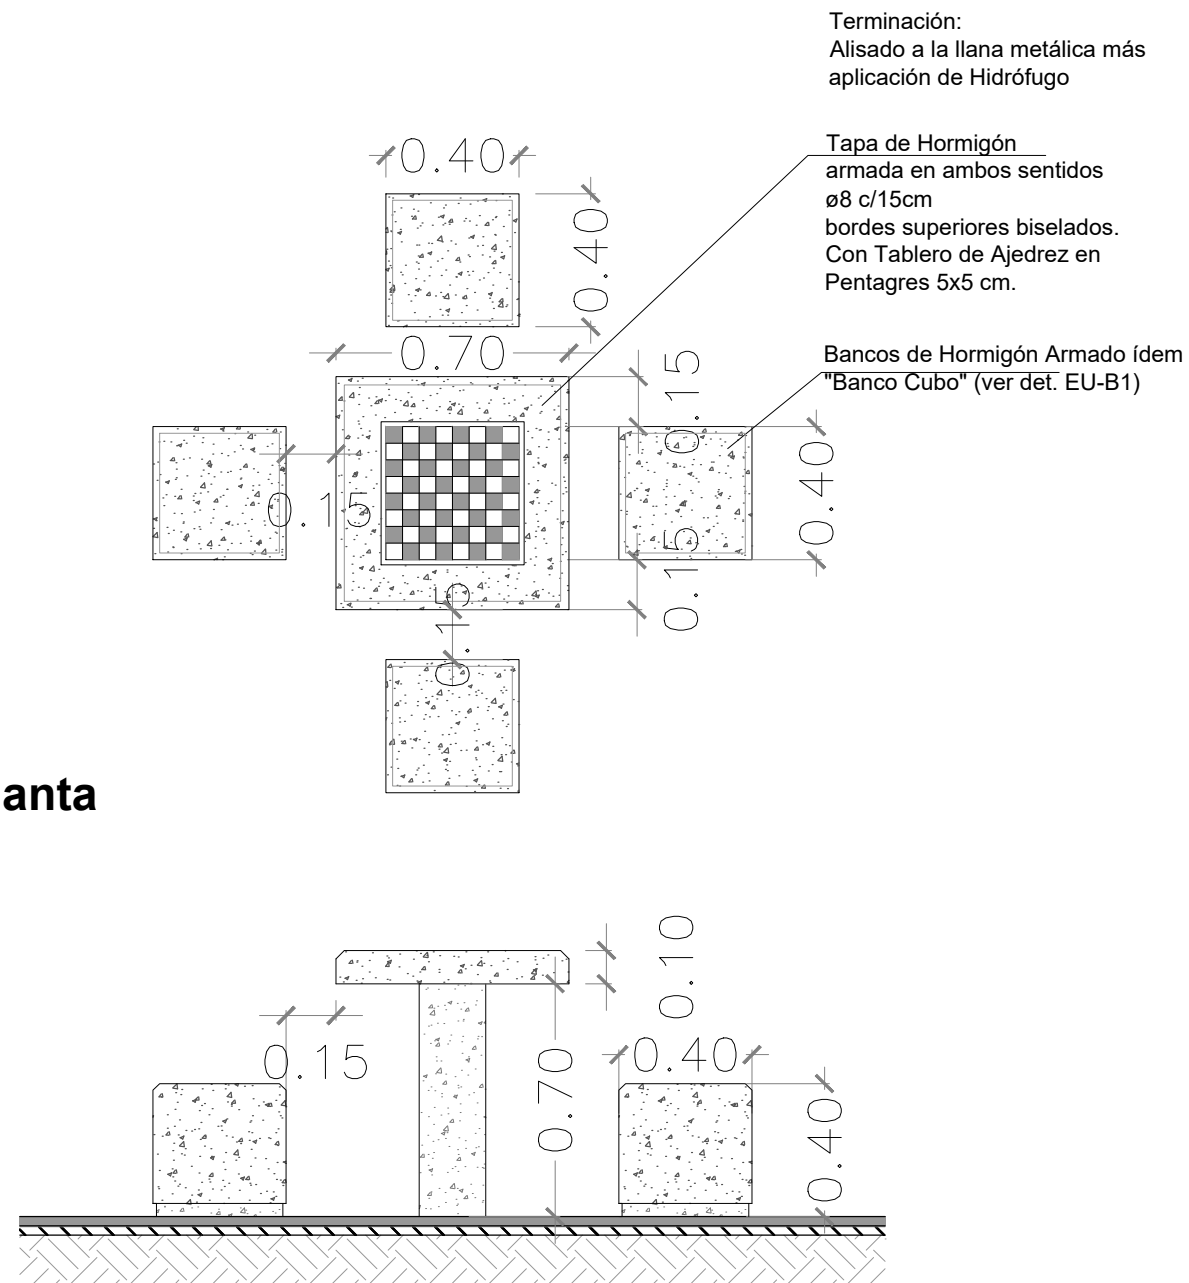 Terminación:
Alisado a la llana metálica más
aplicación de Hidrófugo
0.40
Tapa de Hormigón
armada en ambos sentidos
ø8 c/15cm
bordes superiores biselados.
Con Tablero de Ajedrez en
Pentagres 5x5 cm.
0.40
0.70
0.15
Bancos de Hormigón Armado ídem
"Banco Cubo" (ver det. EU-B1)
0.40
0.15
0.15
0.15
anta
0.10
0.15
0.70
0.40
0.40